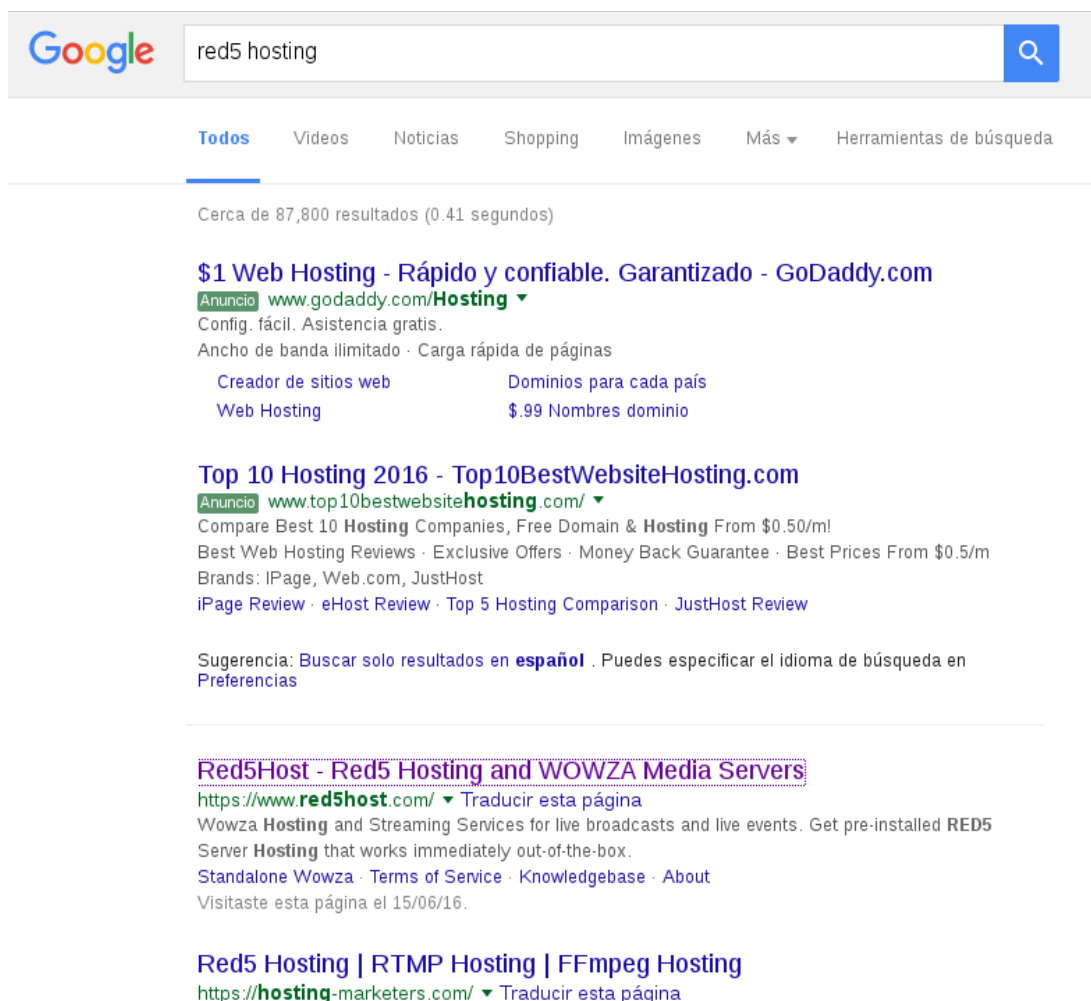 Google
red5 hosting
Todos Videos Noticias Shopping Imágenes Más Herramientas de búsqueda
Cerca de 87,800 resultados (0.41 segundos)
$1 Web Hosting - Rápido y confiable. Garantizado - GoDaddy.com
Anuncio www.godaddy.com/Hosting
Config. fácil. Asistencia gratis.
Ancho de banda ilimitado · Carga rápida de páginas
Creador de sitios web Dominios para cada país
Web Hosting $.99 Nombres dominio
Top 10 Hosting 2016 - Top10BestWebsiteHosting.com
Anuncio www.top10bestwebsitehosting.com/
Compare Best 10 Hosting Companies, Free Domain & Hosting From $0.50/m!
Best Web Hosting Reviews · Exclusive Offers · Money Back Guarantee · Best Prices From $0.5/m
Brands: IPage, Web.com, JustHost
iPage Review · eHost Review · Top 5 Hosting Comparison · JustHost Review
Sugerencia: Buscar solo resultados en español . Puedes especificar el idioma de búsqueda en
Preferencias
Red5Host - Red5 Hosting and WOWZA Media Servers
https://www.red5host.com/ Traducir esta página
Wowza Hosting and Streaming Services for live broadcasts and live events. Get pre-installed RED5
Server Hosting that works immediately out-of-the-box.
Standalone Wowza · Terms of Service · Knowledgebase · About
Visitaste esta página el 15/06/16.
Red5 Hosting | RTMP Hosting | FFmpeg Hosting
https://hosting-marketers.com/ Traducir esta página